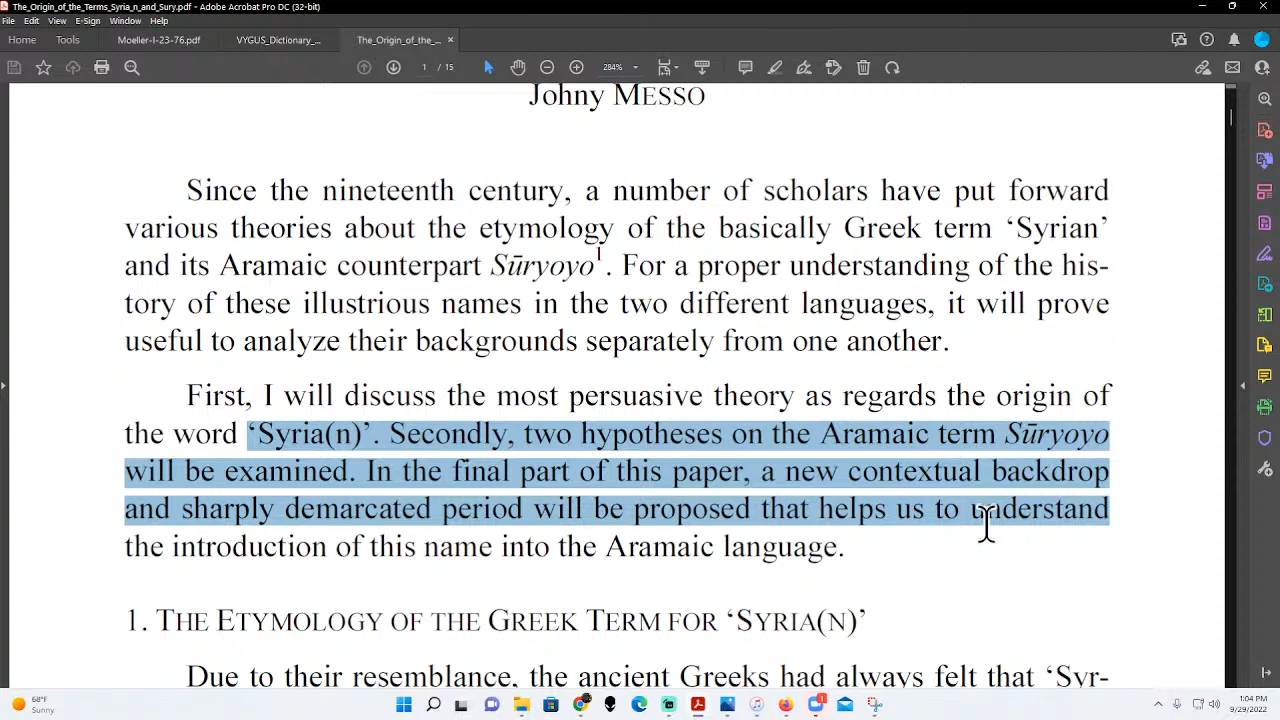 The_Origin_of_the_Terms_Syria_n_and_Sury.pdf - Adobe Acrobat Pro DC (32-bit)
File Edit View E-Sign Window Help
Home Tools Moeller-I-23-76.pdf VYGUS_Dictionary_... The_Origin_of_the_... ×
1 / 15 284%
Johny MESSO
Since the nineteenth century, a number of scholars have put forward
various theories about the etymology of the basically Greek term ‘Syrian’
and its Aramaic counterpart Sūryoyo1. For a proper understanding of the his-
tory of these illustrious names in the two different languages, it will prove
useful to analyze their backgrounds separately from one another.
First, I will discuss the most persuasive theory as regards the origin of
the word ‘Syria(n)’. Secondly, two hypotheses on the Aramaic term Sūryoyo
will be examined. In the final part of this paper, a new contextual backdrop
and sharply demarcated period will be proposed that helps us to understand
the introduction of this name into the Aramaic language.
1. THE ETYMOLOGY OF THE GREEK TERM FOR ‘SYRIA(N)’
Due to their resemblance, the ancient Greeks had always felt that ‘Syr-
68°F
Sunny
1
1:04 PM
9/29/2022